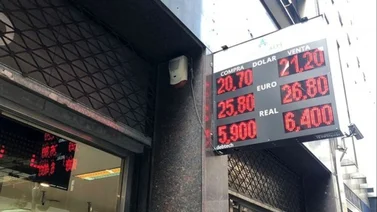 COMPRA DOLAR VENTA
20,70 21,20
EURO
25,80 26,80
REAL
5,900 6,400